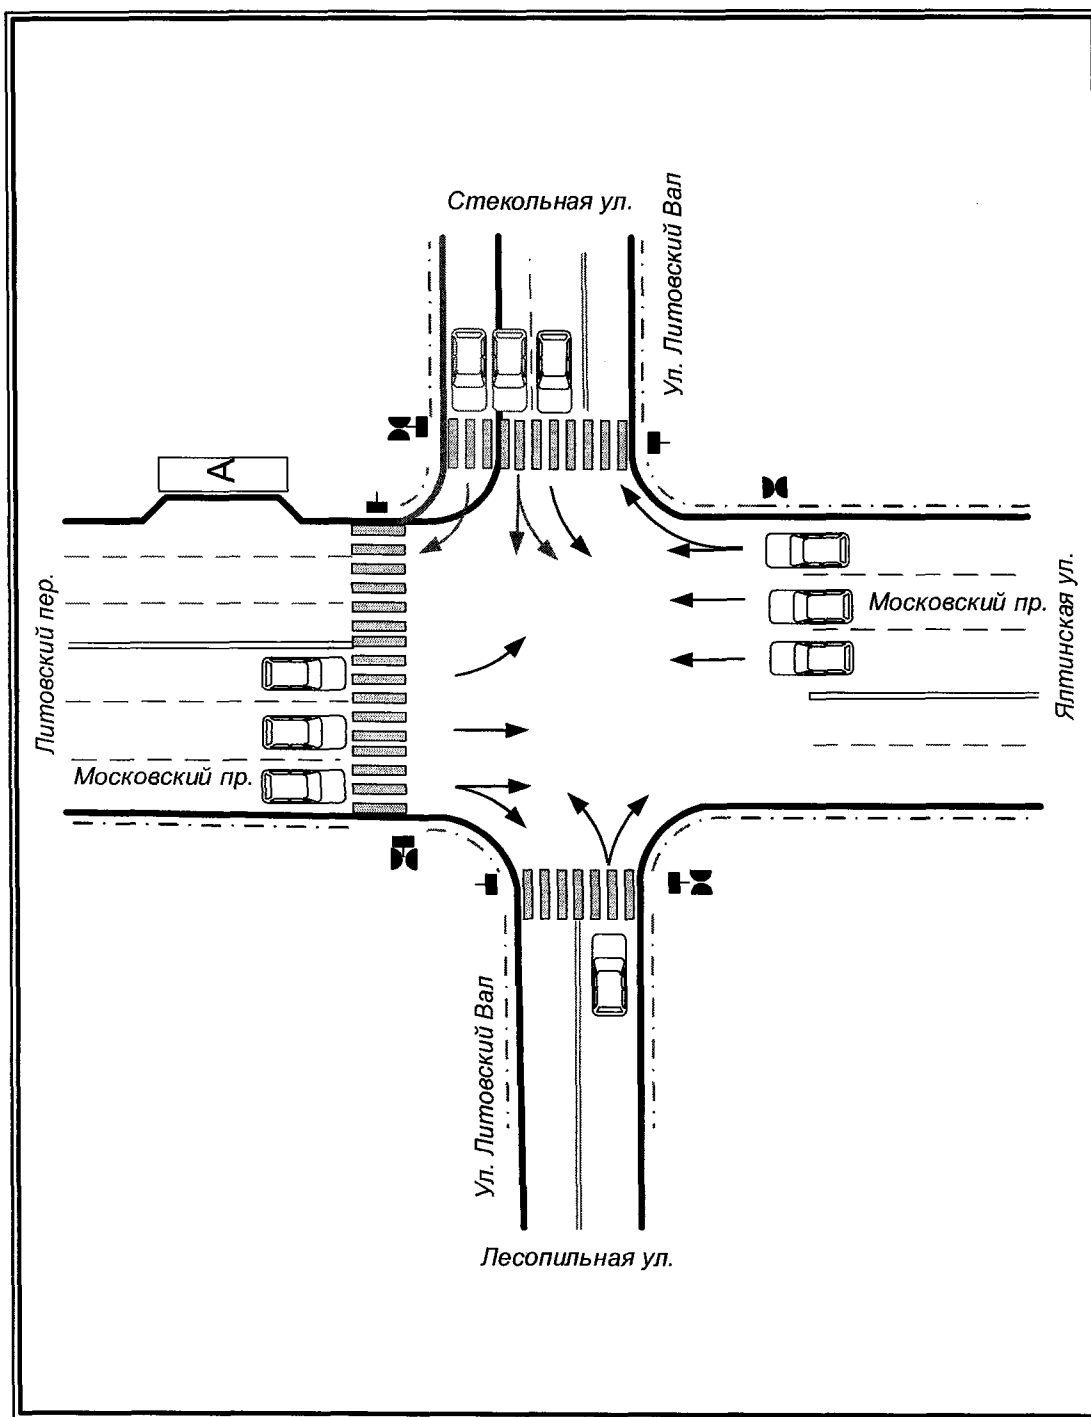 Стекольная ул.
Ул. Литовский Вал
А
Литовский пер.
Московский пр.
Ялтинская ул.
Московский пр.
Ул. Литовский Вал
Лесопильная ул.